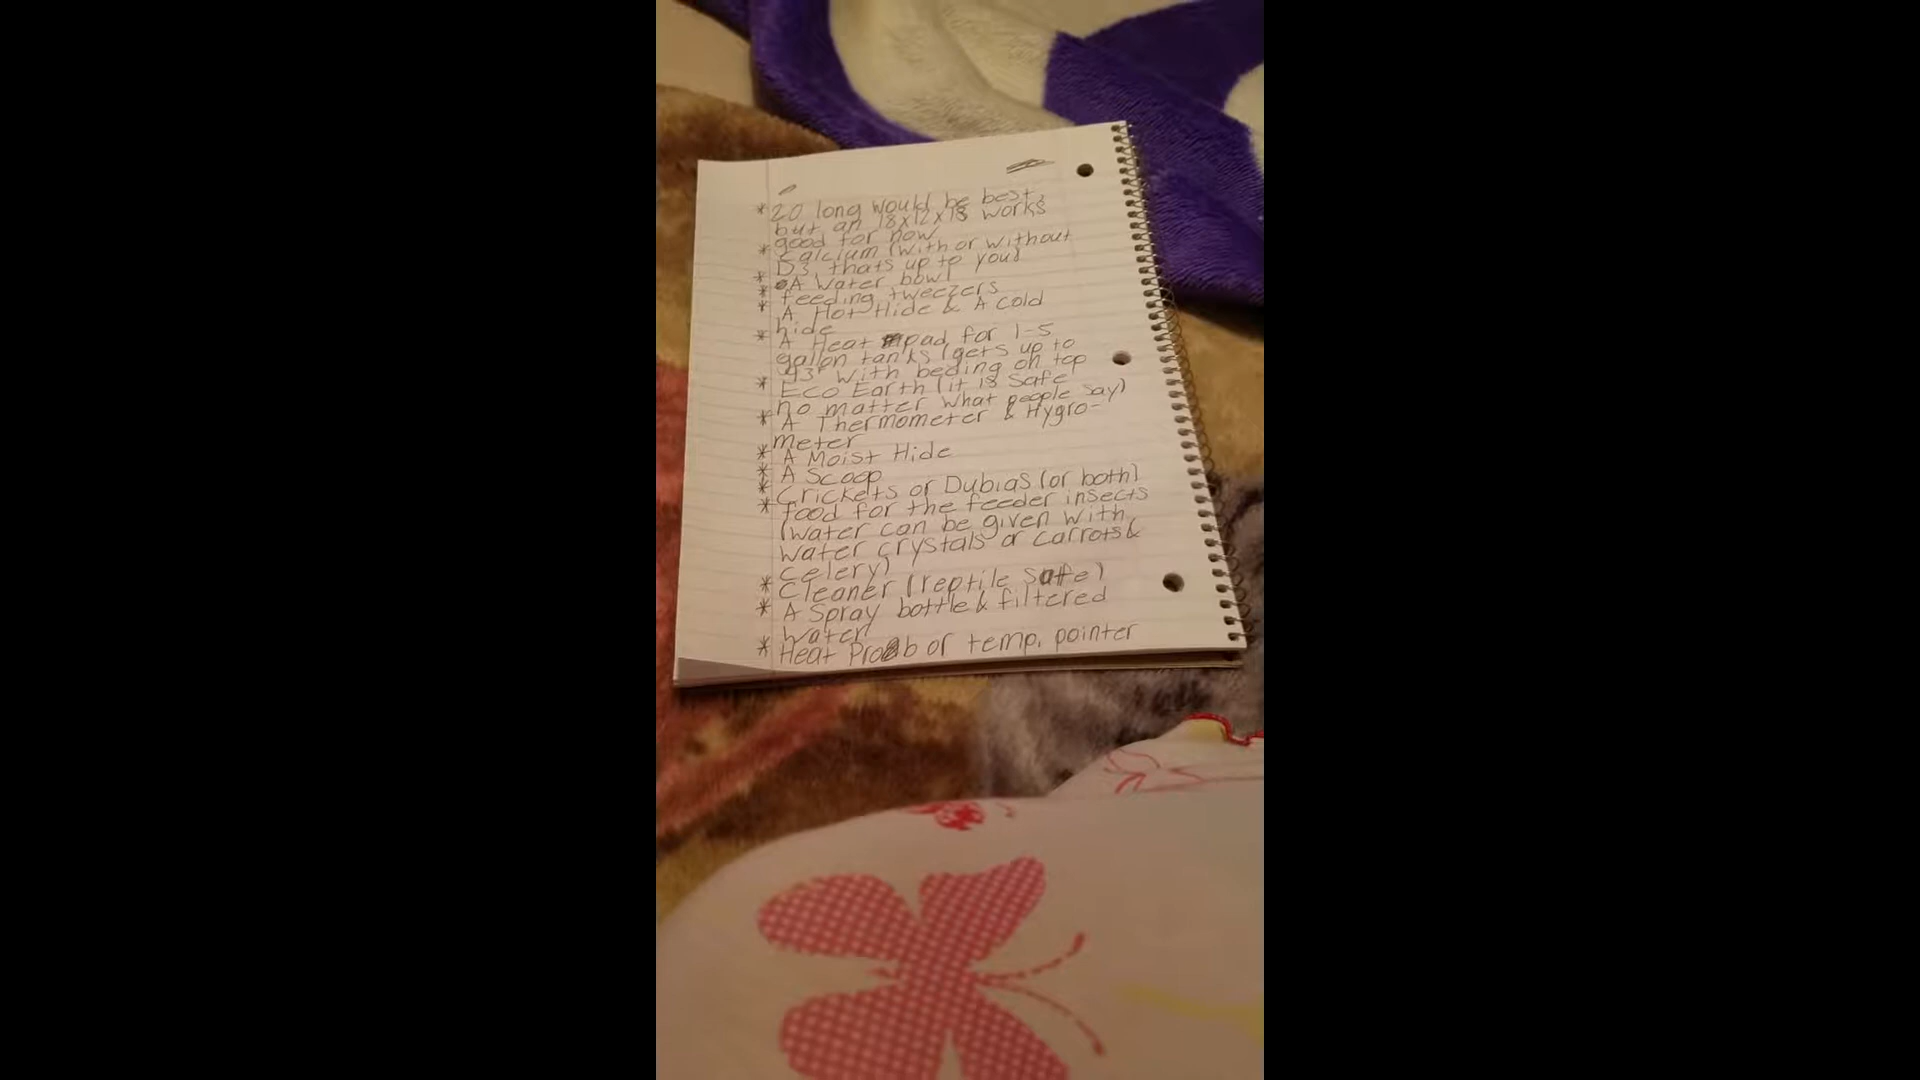 * 20 long would be best,
but an 18x12x18 works
good for now
* Calcium (with or without
D3, thats up to you)
* A Water bowl
* feeding tweezers
* A Hot Hide & A cold
hide
* A Heat pad for 1-5
gallon tanks (gets up to
93° with beding on top
* Eco Earth (it is safe
no matter what people say)
* A Thermometer & Hygro-
meter
* A Moist Hide
* A Scoop
* Crickets or Dubias (or both)
* food for the feeder insects
(water can be given with
water crystals or carrots &
celery)
* Cleaner (reptile safe)
* A Spray bottle & filtered
water
* Heat Prob or temp. pointer